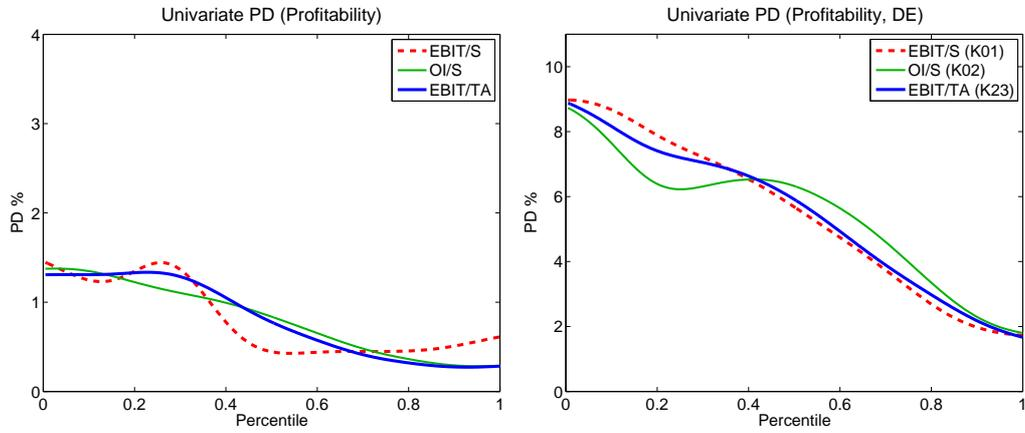 Univariate PD (Profitability)
4
3
2
1
0
PD %
EBIT/S
OI/S
EBIT/TA
0 0.2 0.4 0.6 0.8 1
Percentile
Univariate PD (Profitability, DE)
10
8
6
4
2
0
PD %
EBIT/S (K01)
OI/S (K02)
EBIT/TA (K23)
0 0.2 0.4 0.6 0.8 1
Percentile